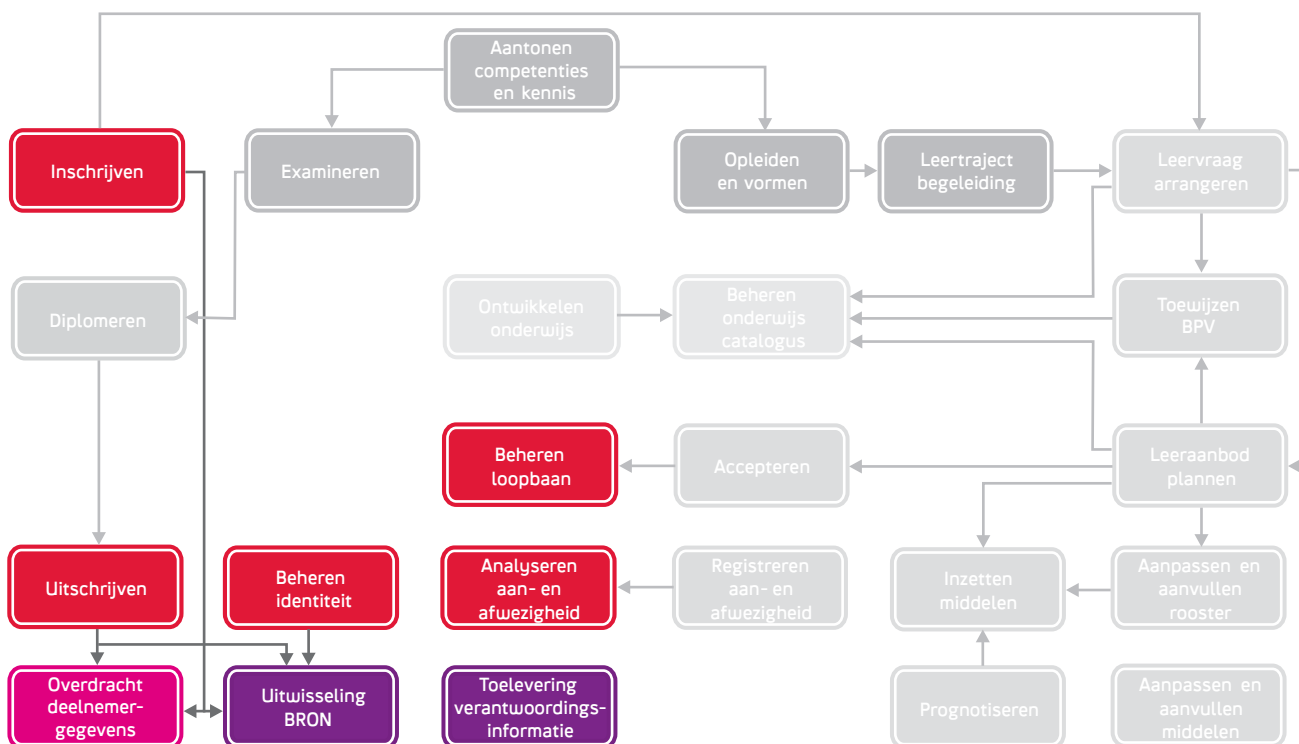 Aantonen
competenties
en kennis
Inschrijven
Examineren
Opleiden
en vormen
Leertraject
begeleiding
Leervraag
arrangeren
Diplomeren
Ontwikkelen
onderwijs
Beheren
onderwijs
catalogus
Toewijzen
BPV
Beheren
loopbaan
Accepteren
Leeraanbod
plannen
Uitschrijven
Beheren
identiteit
Analyseren
aan- en
afwezigheid
Registreren
aan- en
afwezigheid
Inzetten
middelen
Aanpassen en
aanvullen
rooster
Overdracht
deelnemer-
gegevens
Uitwisseling
BRON
Toelevering
verantwoordings-
informatie
Prognotiseren
Aanpassen en
aanvullen
middelen